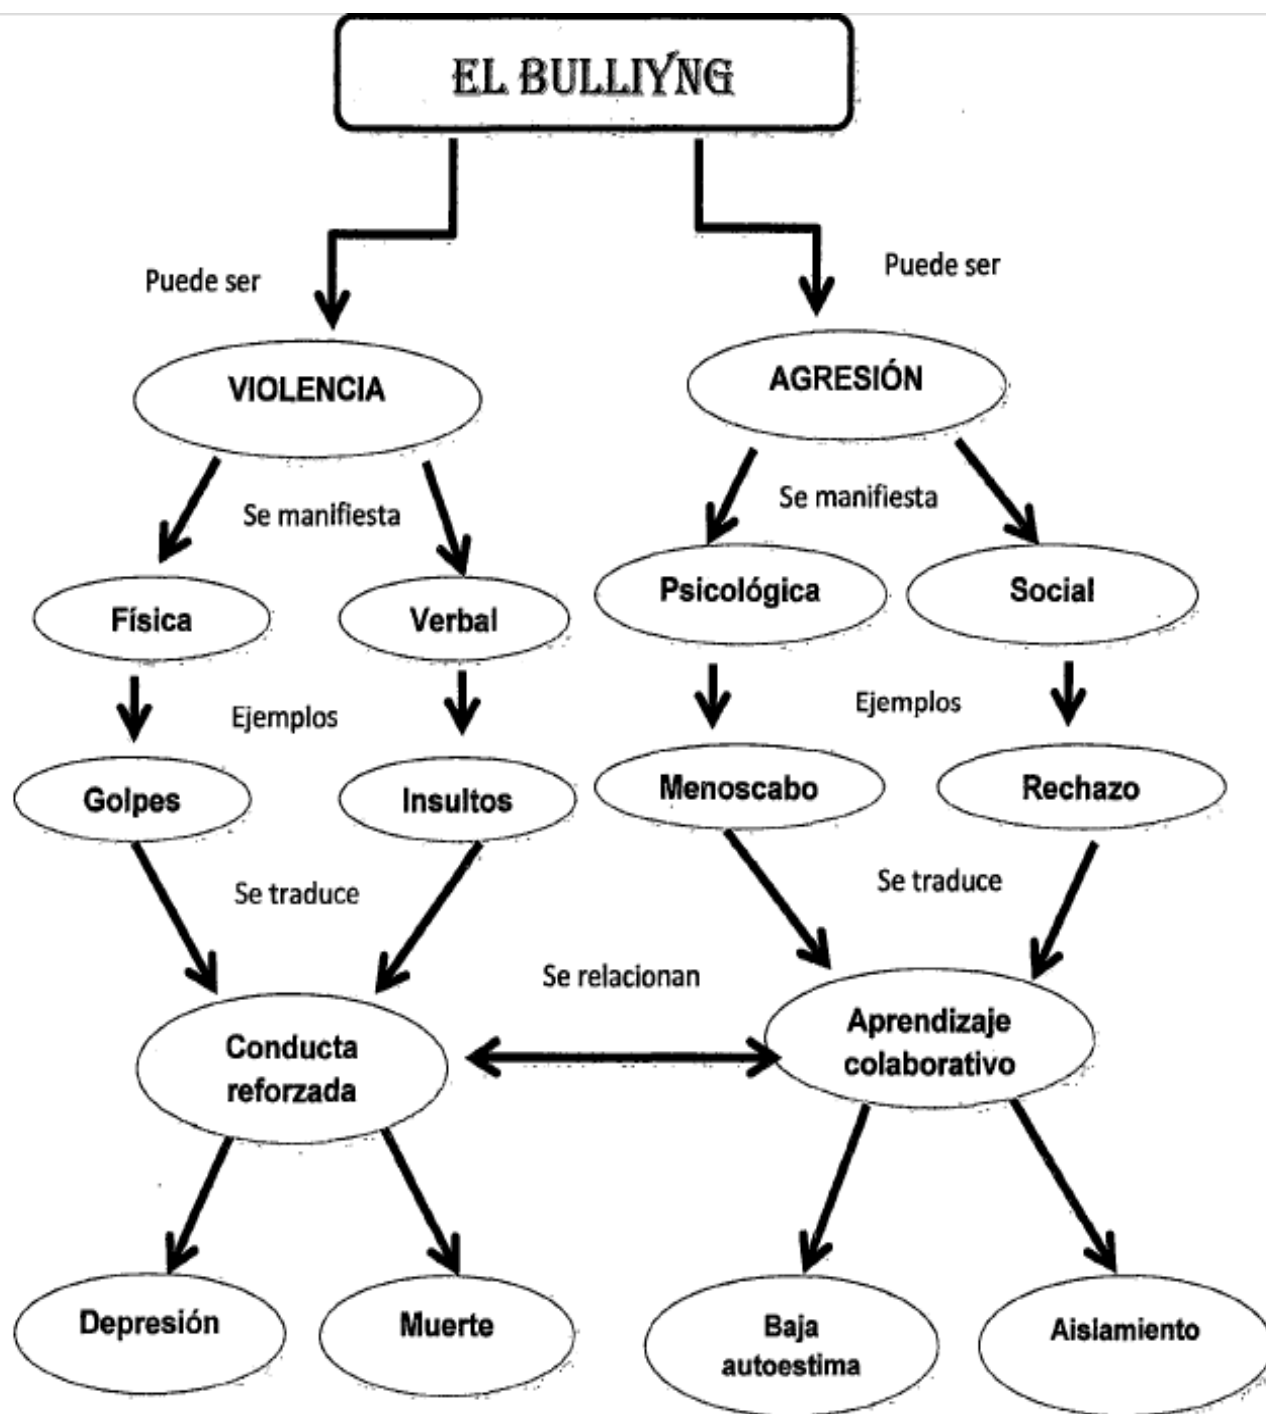 EL BULLIYNG
Puede ser
Puede ser
VIOLENCIA
AGRESIÓN
Se manifiesta
Se manifiesta
Física
Verbal
Psicológica
Social
Ejemplos
Ejemplos
Golpes
Insultos
Menoscabo
Rechazo
Se traduce
Se traduce
Se relacionan
Conducta
reforzada
Aprendizaje
colaborativo
Depresión
Muerte
Baja
autoestima
Aislamiento